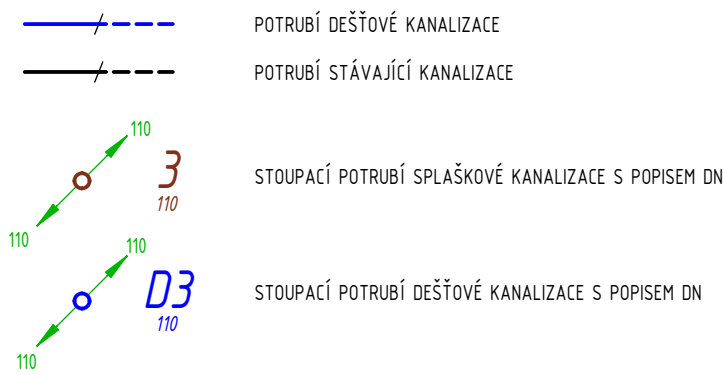 POTRUBÍ DEŠŤOVÉ KANALIZACE
POTRUBÍ STÁVAJÍCÍ KANALIZACE
110
3
110
110
STOUPACÍ POTRUBÍ SPLAŠKOVÉ KANALIZACE S POPISEM DN
110
D3
110
110
STOUPACÍ POTRUBÍ DEŠŤOVÉ KANALIZACE S POPISEM DN